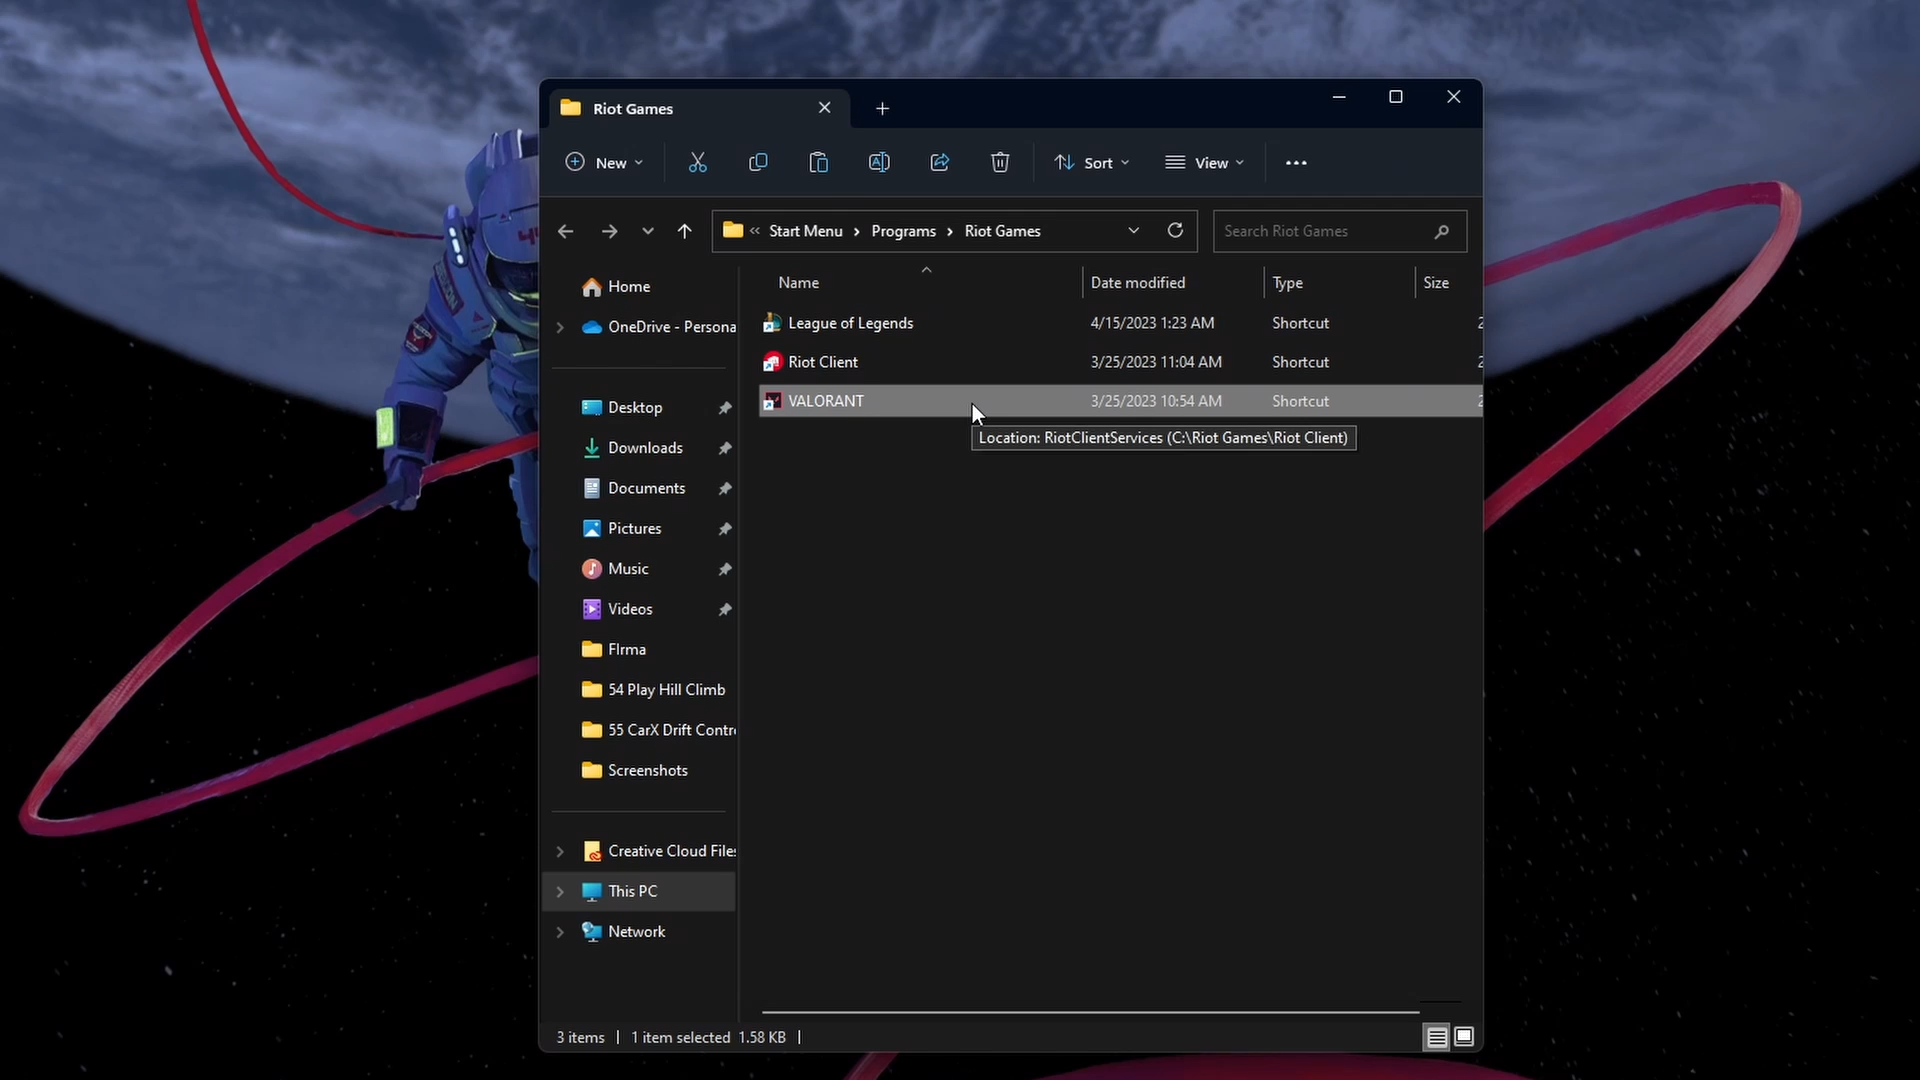 Riot Games
New
Sort
View
« Start Menu > Programs > Riot Games
Search Riot Games
Name Date modified Type Size
League of Legends 4/15/2023 1:23 AM Shortcut 2
Riot Client 3/25/2023 11:04 AM Shortcut 2
VALORANT 3/25/2023 10:54 AM Shortcut 2
Location: RiotClientServices (C:\Riot Games\Riot Client)
Home
OneDrive - Persona
Desktop
Downloads
Documents
Pictures
Music
Videos
FIrma
54 Play Hill Climb
55 CarX Drift Contr
Screenshots
Creative Cloud Files
This PC
Network
3 items | 1 item selected 1.58 KB |